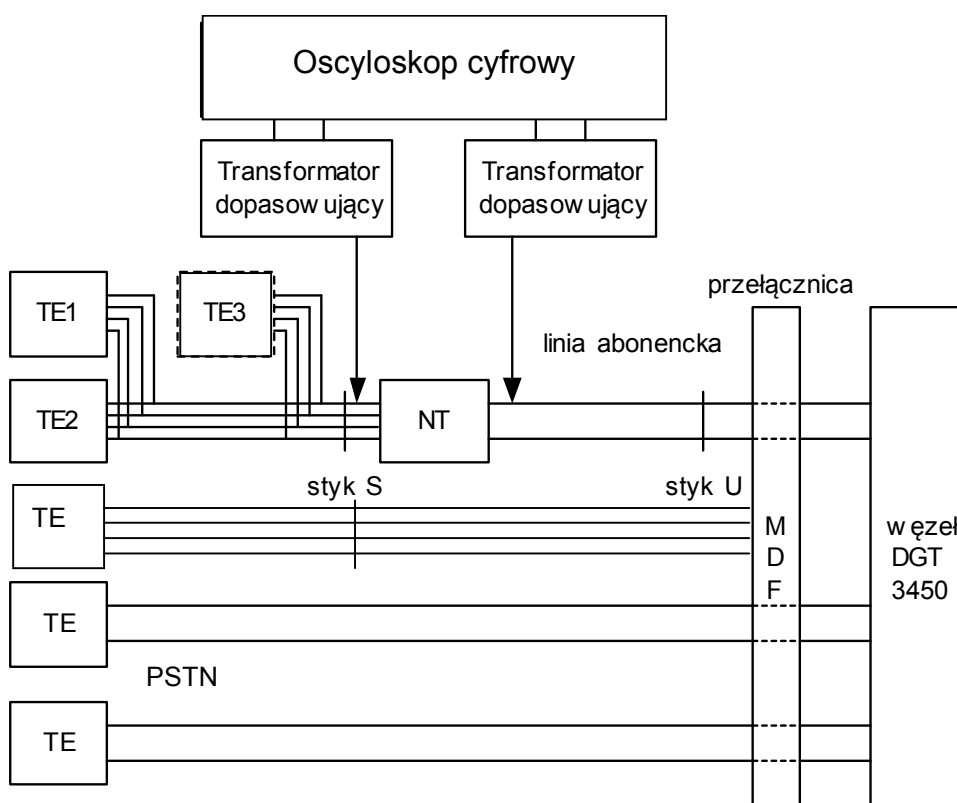 Oscyloskop cyfrowy
Transformator
dopasowujący
Transformator
dopasowujący
przełącznica
TE1
TE3
linia abonencka
TE2
NT
styk S
styk U
TE
M
D
F
węzeł
DGT
3450
TE
PSTN
TE